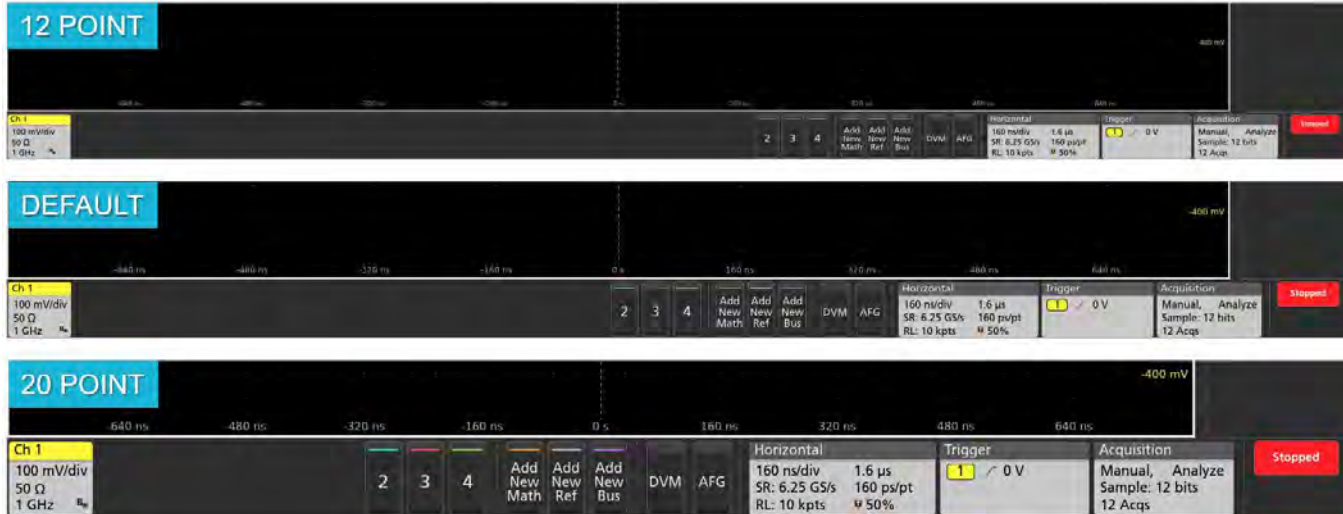 12 POINT
-400 mV
0 s
Ch 1
100 mV/div
50 Ω
1 GHz
2 3 4 Add New Math Add New Ref Add New Bus DVM AFG
Horizontal
160 ns/div 1.6 µs
SR: 6.25 GS/s 160 ps/pt
RL: 10 kpts 50%
Trigger
1 0 V
Acquisition
Manual, Analyze
Sample: 12 bits
12 Acqs
Stopped
DEFAULT
-400 mV
-640 ns -480 ns -320 ns -160 ns 0 s 160 ns 320 ns 480 ns 640 ns
Ch 1
100 mV/div
50 Ω
1 GHz
2 3 4 Add New Math Add New Ref Add New Bus DVM AFG
Horizontal
160 ns/div 1.6 µs
SR: 6.25 GS/s 160 ps/pt
RL: 10 kpts 50%
Trigger
1 0 V
Acquisition
Manual, Analyze
Sample: 12 bits
12 Acqs
Stopped
20 POINT
-400 mV
-640 ns -480 ns -320 ns -160 ns 0 s 160 ns 320 ns 480 ns 640 ns
Ch 1
100 mV/div
50 Ω
1 GHz
2 3 4 Add New Math Add New Ref Add New Bus DVM AFG
Horizontal
160 ns/div 1.6 µs
SR: 6.25 GS/s 160 ps/pt
RL: 10 kpts 50%
Trigger
1 0 V
Acquisition
Manual, Analyze
Sample: 12 bits
12 Acqs
Stopped